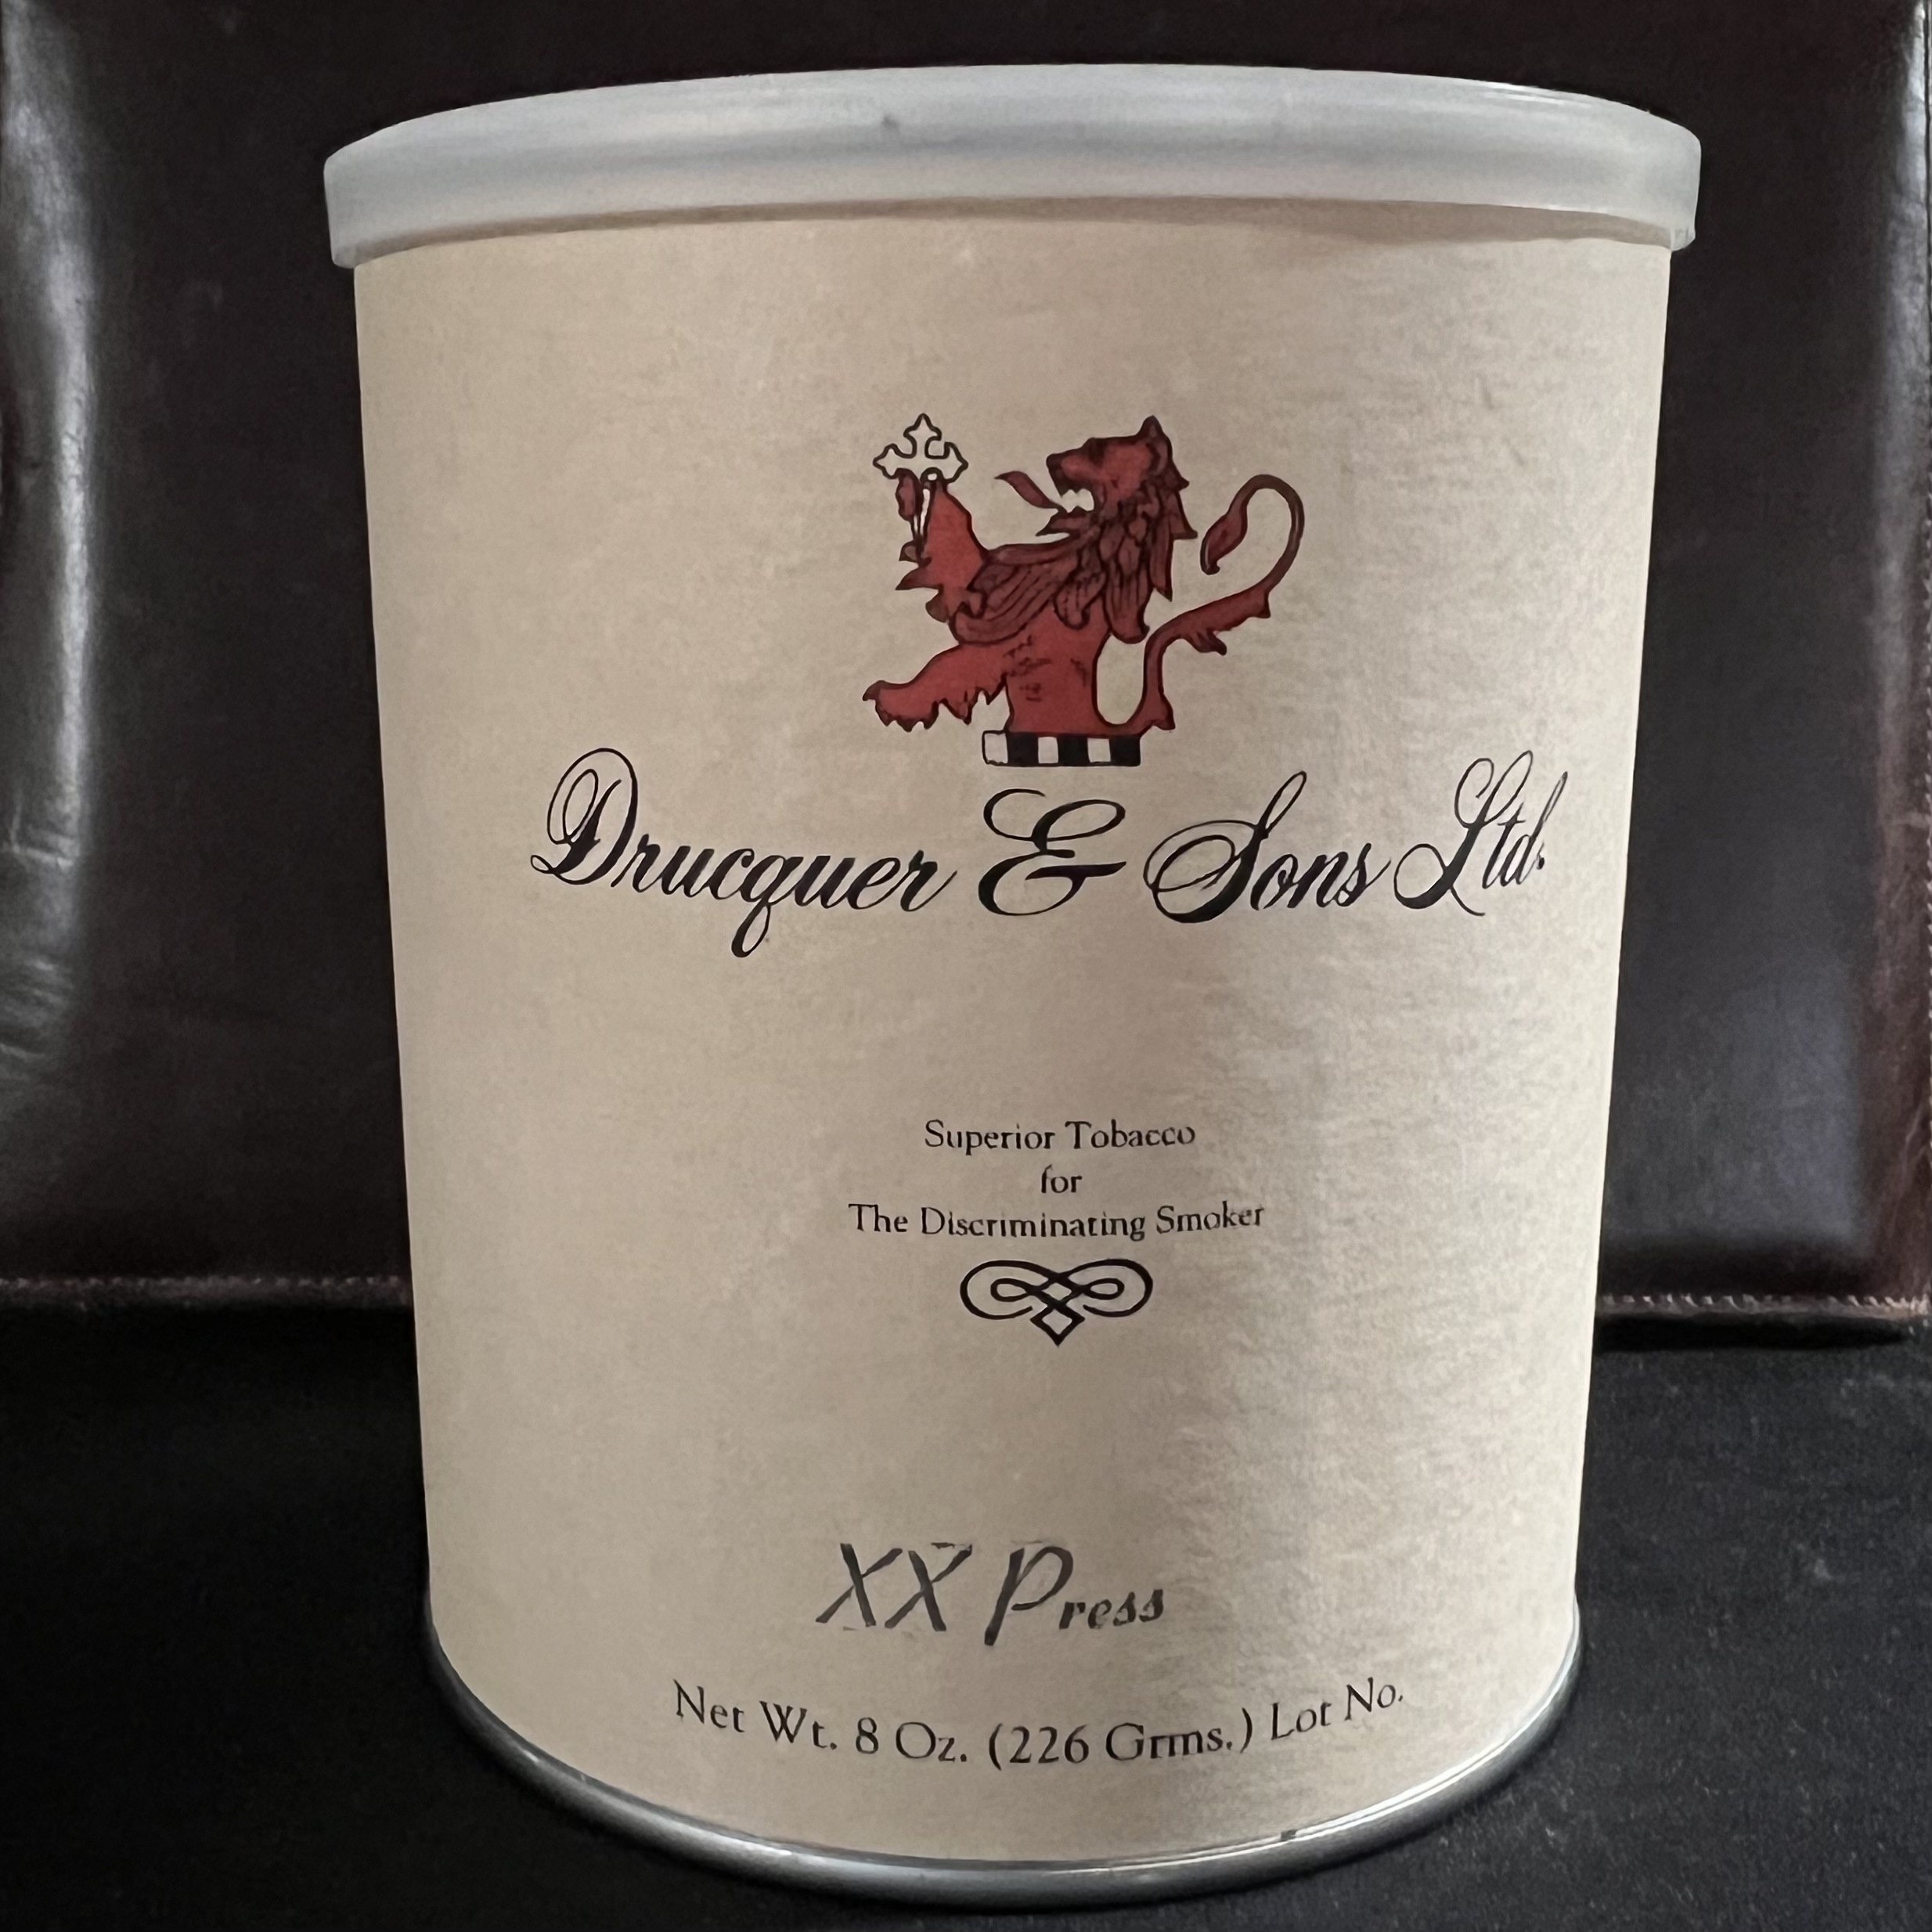 Drucquer & Sons Ltd.
Superior Tobacco
for
The Discriminating Smoker
XX Press
Net Wt. 8 Oz. (226 Grms.) Lot No.